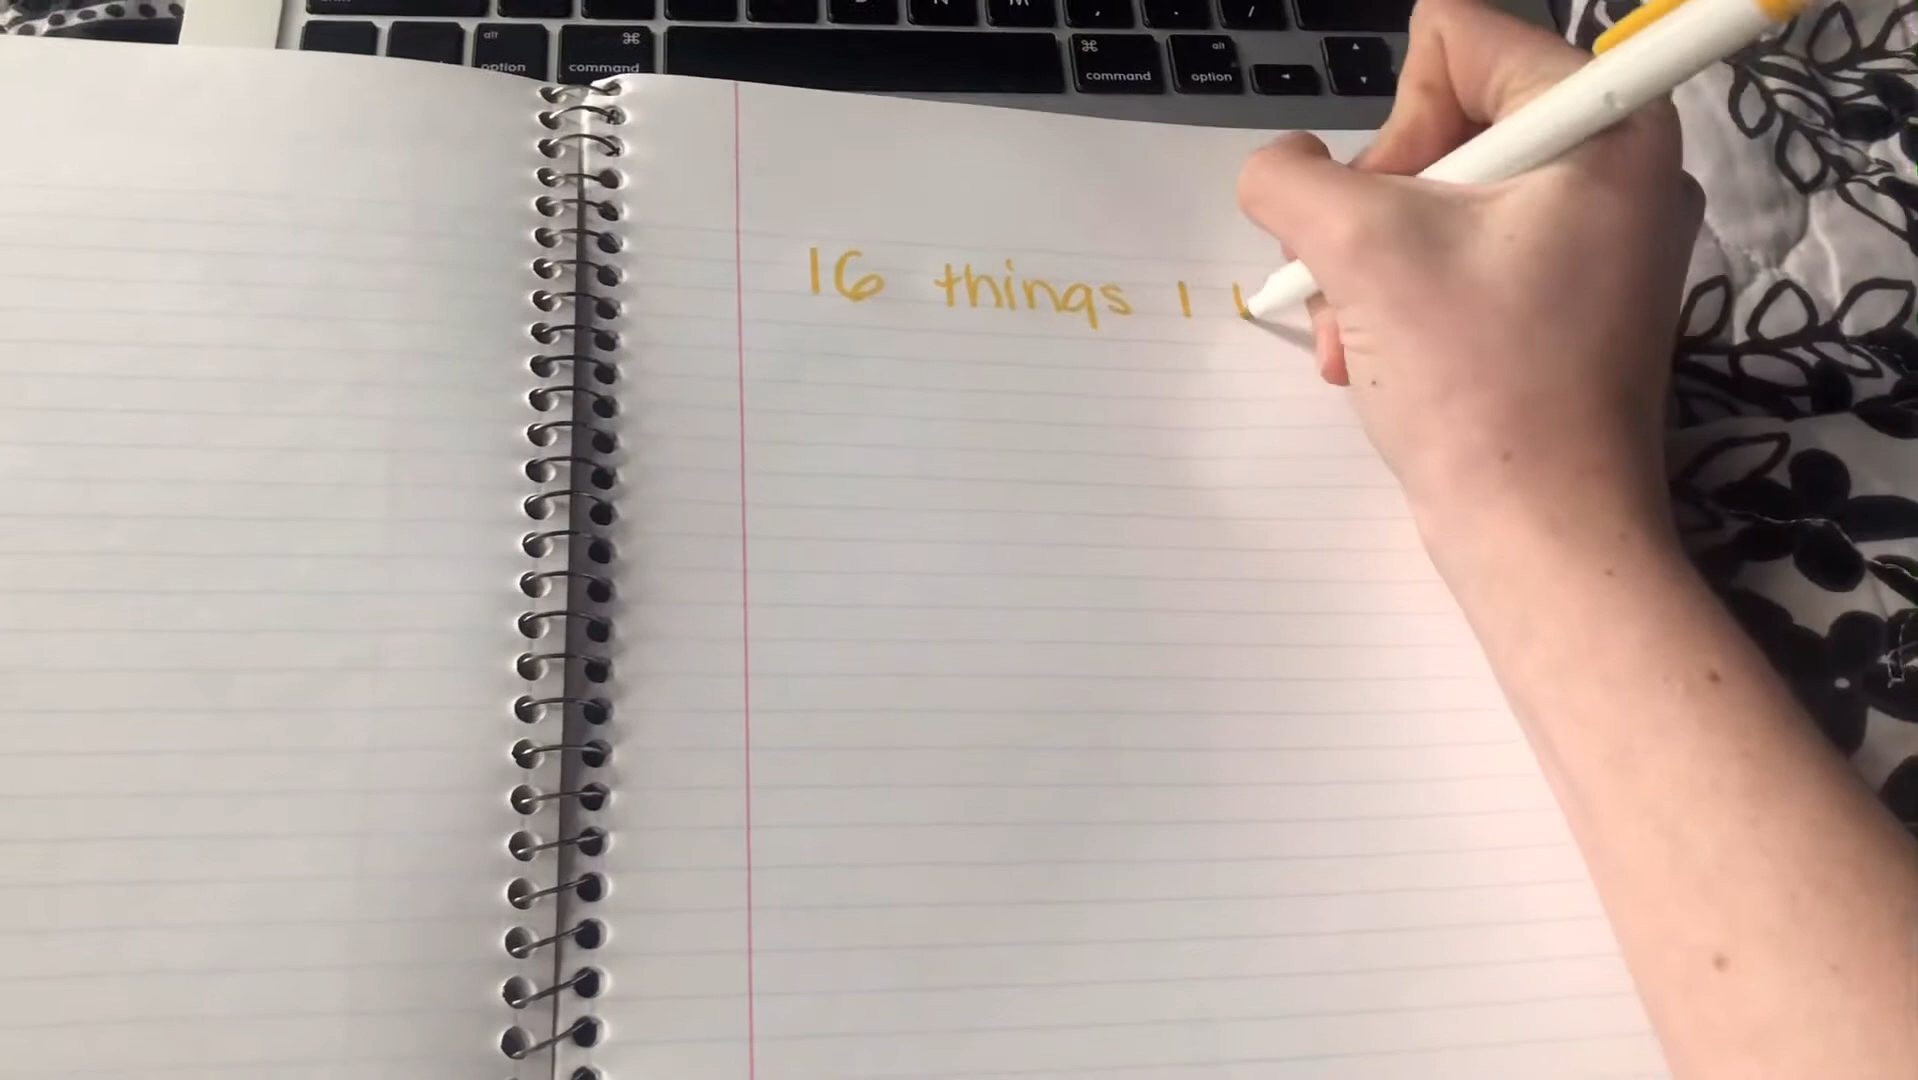 alt ⌘ ⌘ alt
option command command option
16 things I